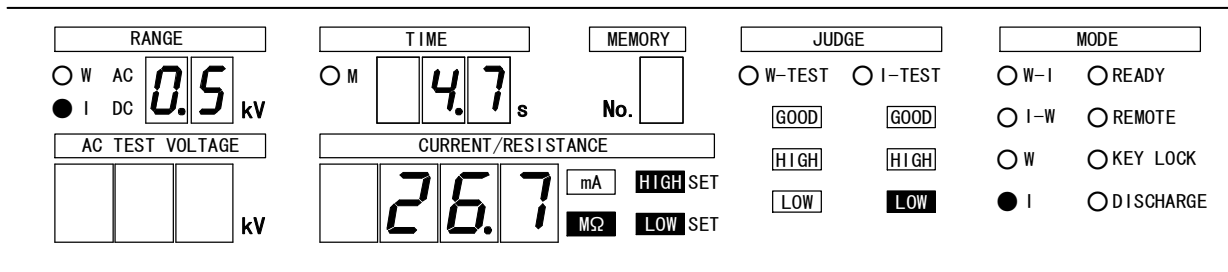 RANGE TIME MEMORY JUDGE MODE
W AC 0.5 kV M 4.7 s No. W-TEST I-TEST W-I READY
I DC GOOD GOOD I-W REMOTE
AC TEST VOLTAGE CURRENT/RESISTANCE HIGH HIGH W KEY LOCK
kV 26.7 mA HIGH SET LOW LOW I DISCHARGE
MΩ LOW SET